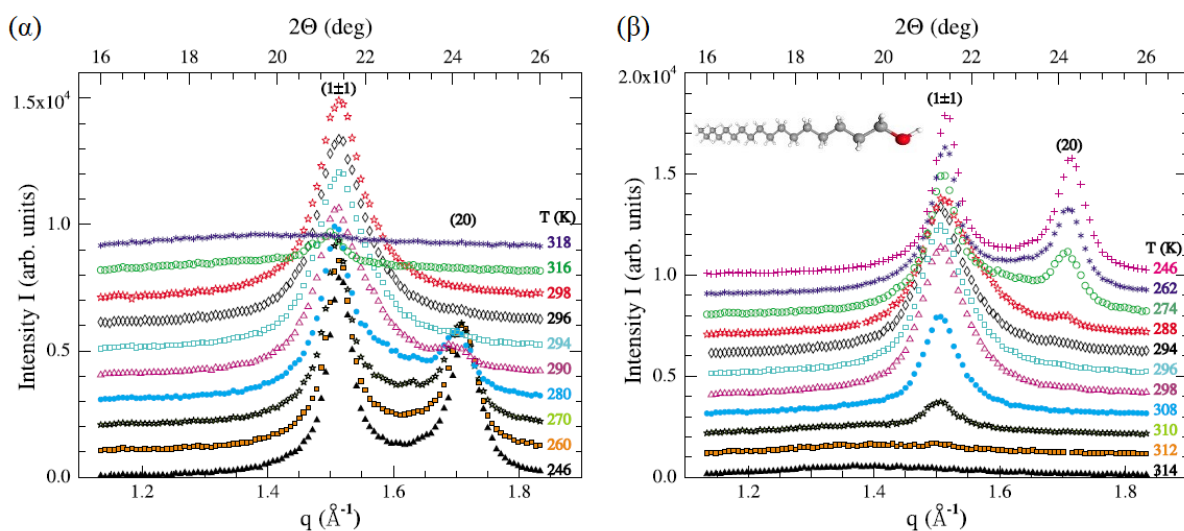 (α)
2Θ (deg)
16 18 20 22 24 26
(1±1)
(20)
1.5x10⁴
1.0
0.5
0.0
Intensity I (arb. units)
T (K)
318
316
298
296
294
290
280
270
260
246
1.2 1.4 1.6 1.8
q (Å⁻¹)
(β)
2Θ (deg)
16 18 20 22 24 26
(1±1)
(20)
2.0x10⁴
1.5
1.0
0.5
0.0
Intensity I (arb. units)
T (K)
246
262
274
288
294
296
298
308
310
312
314
1.2 1.4 1.6 1.8
q (Å⁻¹)